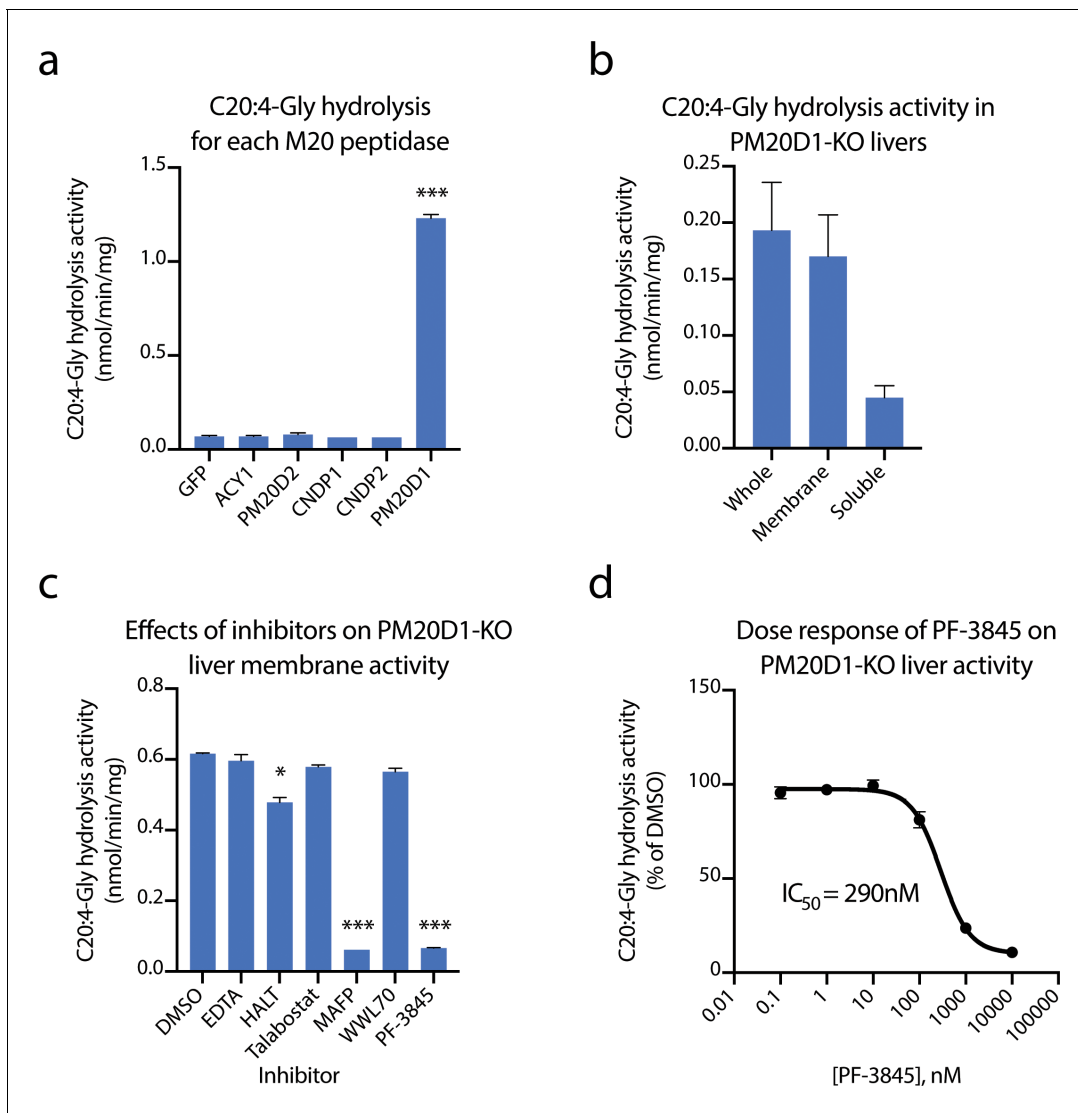 a
C20:4-Gly hydrolysis
for each M20 peptidase
C20:4-Gly hydrolysis activity
(nmol/min/mg)
1.5
1.0
0.5
0.0
***
GFP
ACY1
PM20D2
CNDP1
CNDP2
PM20D1
b
C20:4-Gly hydrolysis activity in
PM20D1-KO livers
C20:4-Gly hydrolysis activity
(nmol/min/mg)
0.25
0.20
0.15
0.10
0.05
0.00
Whole
Membrane
Soluble
c
Effects of inhibitors on PM20D1-KO
liver membrane activity
C20:4-Gly hydrolysis activity
(nmol/min/mg)
0.8
0.6
0.4
0.2
0.0
*
***
***
DMSO
EDTA
HALT
Talabostat
MAFP
WWL70
PF-3845
Inhibitor
d
Dose response of PF-3845 on
PM20D1-KO liver activity
C20:4-Gly hydrolysis activity
(% of DMSO)
150
100
50
0
IC50 = 290nM
0.01
0.1
1
10
100
1000
10000
100000
[PF-3845], nM